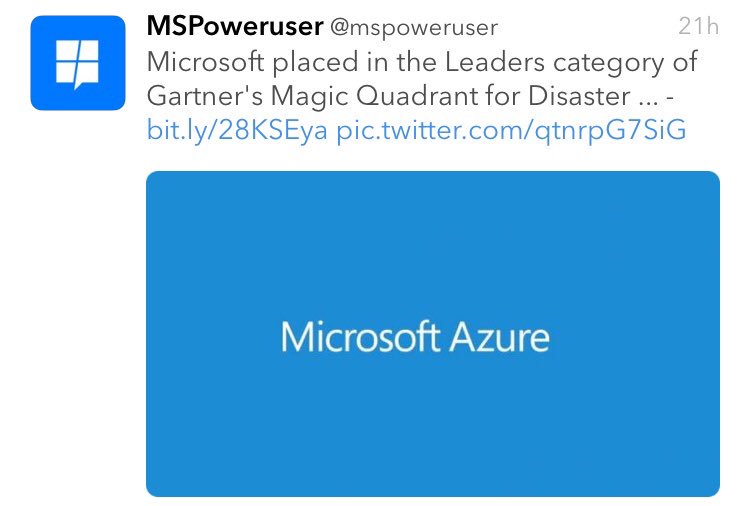 MSPoweruser @mspoweruser 21h
Microsoft placed in the Leaders category of
Gartner's Magic Quadrant for Disaster ... -
bit.ly/28KSEya pic.twitter.com/qtnrpG7SiG
Microsoft Azure